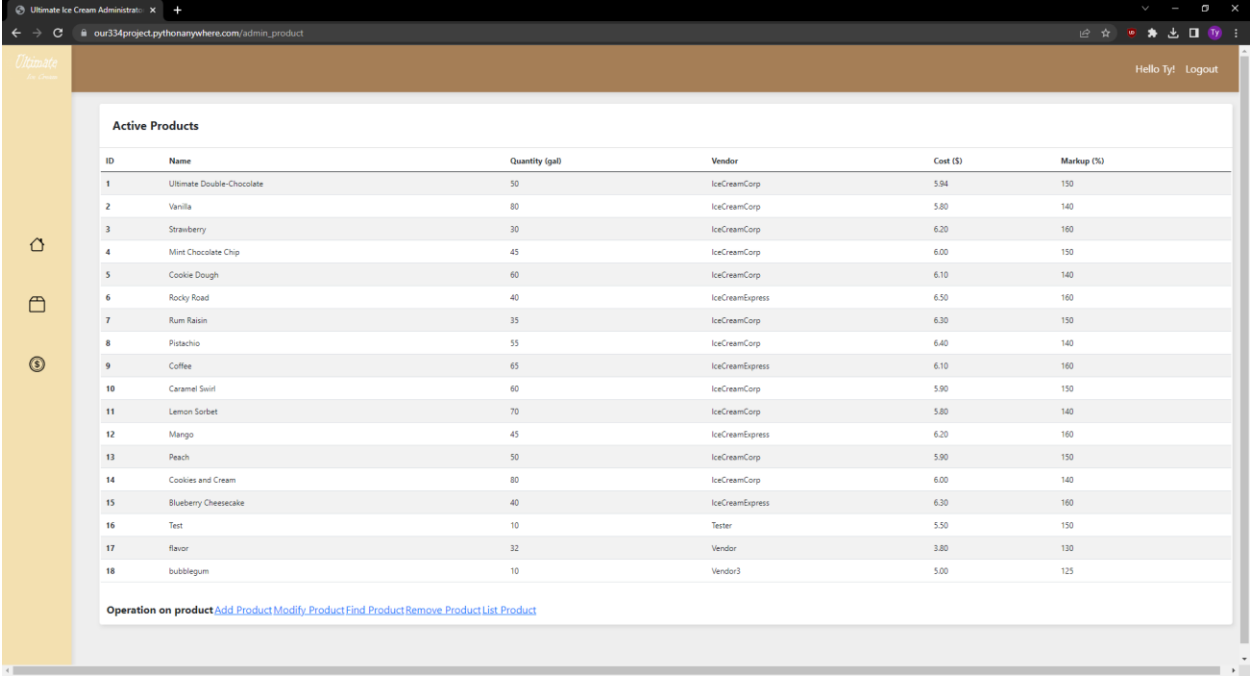 Ultimate Ice Cream Administrato
our334project.pythonanywhere.com/admin_product
Ty
Ultimate
Ice Cream
Hello Ty! Logout
Active Products
ID Name Quantity (gal) Vendor Cost ($) Markup (%)
1 Ultimate Double-Chocolate 50 IceCreamCorp 5.94 150
2 Vanilla 80 IceCreamCorp 5.80 140
3 Strawberry 30 IceCreamCorp 6.20 160
4 Mint Chocolate Chip 45 IceCreamCorp 6.00 150
5 Cookie Dough 60 IceCreamCorp 6.10 140
6 Rocky Road 40 IceCreamExpress 6.50 160
7 Rum Raisin 35 IceCreamCorp 6.30 150
8 Pistachio 55 IceCreamCorp 6.40 140
9 Coffee 65 IceCreamExpress 6.10 160
10 Caramel Swirl 60 IceCreamCorp 5.90 150
11 Lemon Sorbet 70 IceCreamCorp 5.80 140
12 Mango 45 IceCreamExpress 6.20 160
13 Peach 50 IceCreamCorp 5.90 150
14 Cookies and Cream 80 IceCreamCorp 6.00 140
15 Blueberry Cheesecake 40 IceCreamExpress 6.30 160
16 Test 10 Tester 5.50 150
17 flavor 32 Vendor 3.80 130
18 bubblegum 10 Vendor3 5.00 125
Operation on product Add Product Modify Product Find Product Remove Product List Product